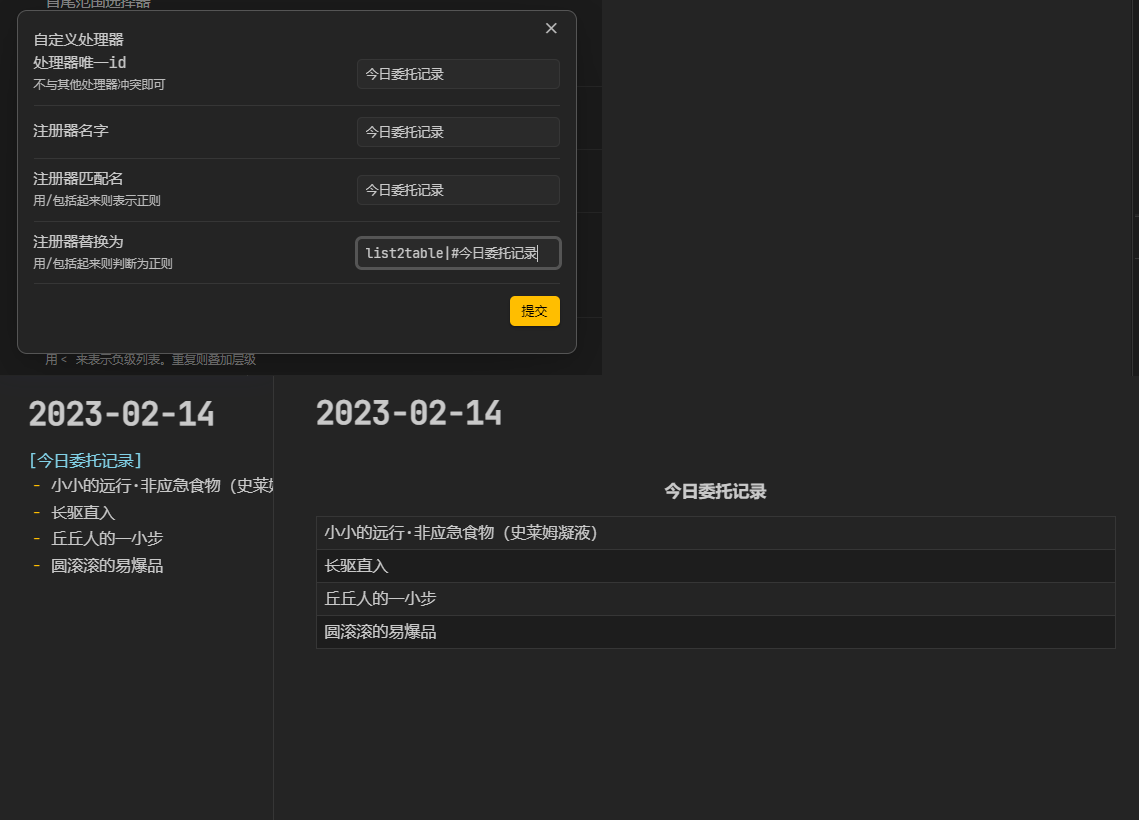 首尾范围选择器
自定义处理器
处理器唯一id
不与其他处理器冲突即可
今日委托记录
注册器名字
今日委托记录
注册器匹配名
用/包括起来则表示正则
今日委托记录
注册器替换为
用/包括起来则判断为正则
list2table|#今日委托记录
提交
用 < 来表示负级列表。重复则叠加层级
2023-02-14
[今日委托记录]
- 小小的远行·非应急食物（史莱姆
- 长驱直入
- 丘丘人的一小步
- 圆滚滚的易爆品
2023-02-14
今日委托记录
小小的远行·非应急食物（史莱姆凝液）
长驱直入
丘丘人的一小步
圆滚滚的易爆品